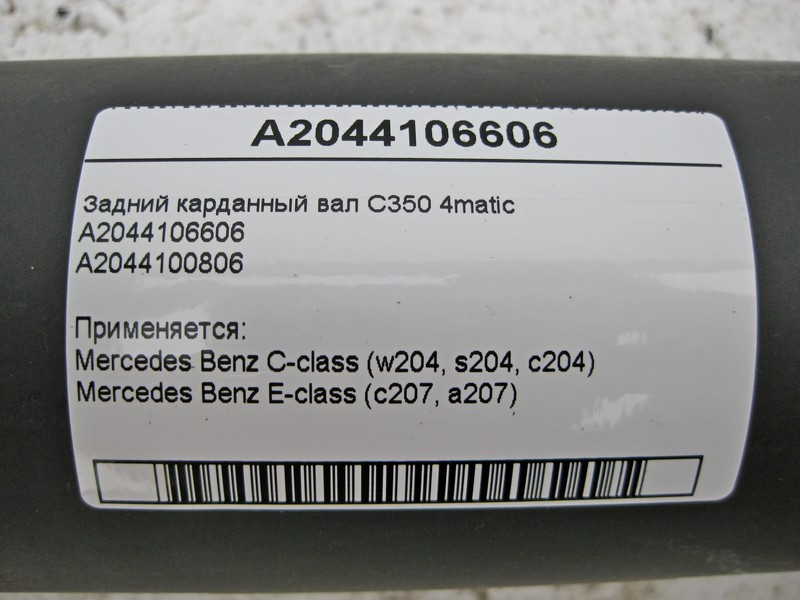 A2044106606
Задний карданный вал C350 4matic
A2044106606
A2044100806
Применяется:
Mercedes Benz C-class (w204, s204, c204)
Mercedes Benz E-class (c207, a207)